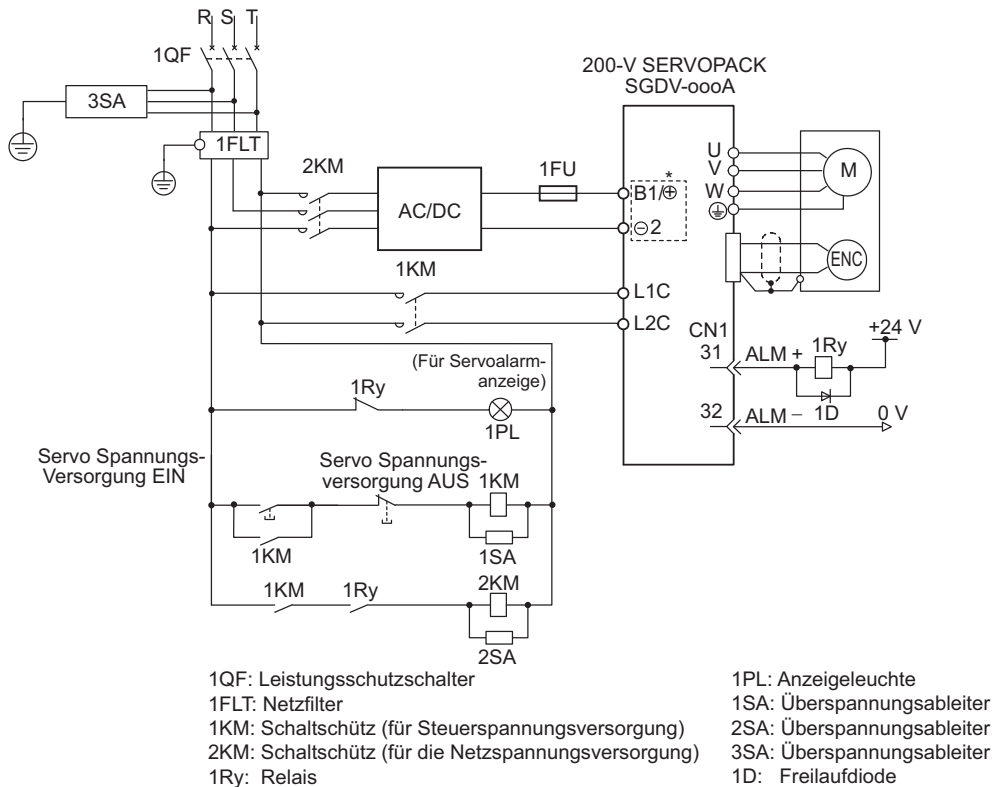 R S T
1QF
200-V SERVOPACK
SGDV-oooA
3SA
1FLT
2KM
1FU
U
V
W
M
AC/DC
B1/⊕ *
⊖2
ENC
1KM
L1C
L2C
CN1
+24 V
31 ALM + 1Ry
(Für Servoalarm-
anzeige)
1Ry
1D
32 ALM − 0 V
1PL
Servo Spannungs-
Versorgung EIN
Servo Spannungs-
versorgung AUS
1KM
1KM
1SA
1KM 1Ry 2KM
2SA
1QF: Leistungsschutzschalter
1FLT: Netzfilter
1KM: Schaltschütz (für Steuerspannungsversorgung)
2KM: Schaltschütz (für die Netzspannungsversorgung)
1Ry: Relais
1PL: Anzeigeleuchte
1SA: Überspannungsableiter
2SA: Überspannungsableiter
3SA: Überspannungsableiter
1D: Freilaufdiode